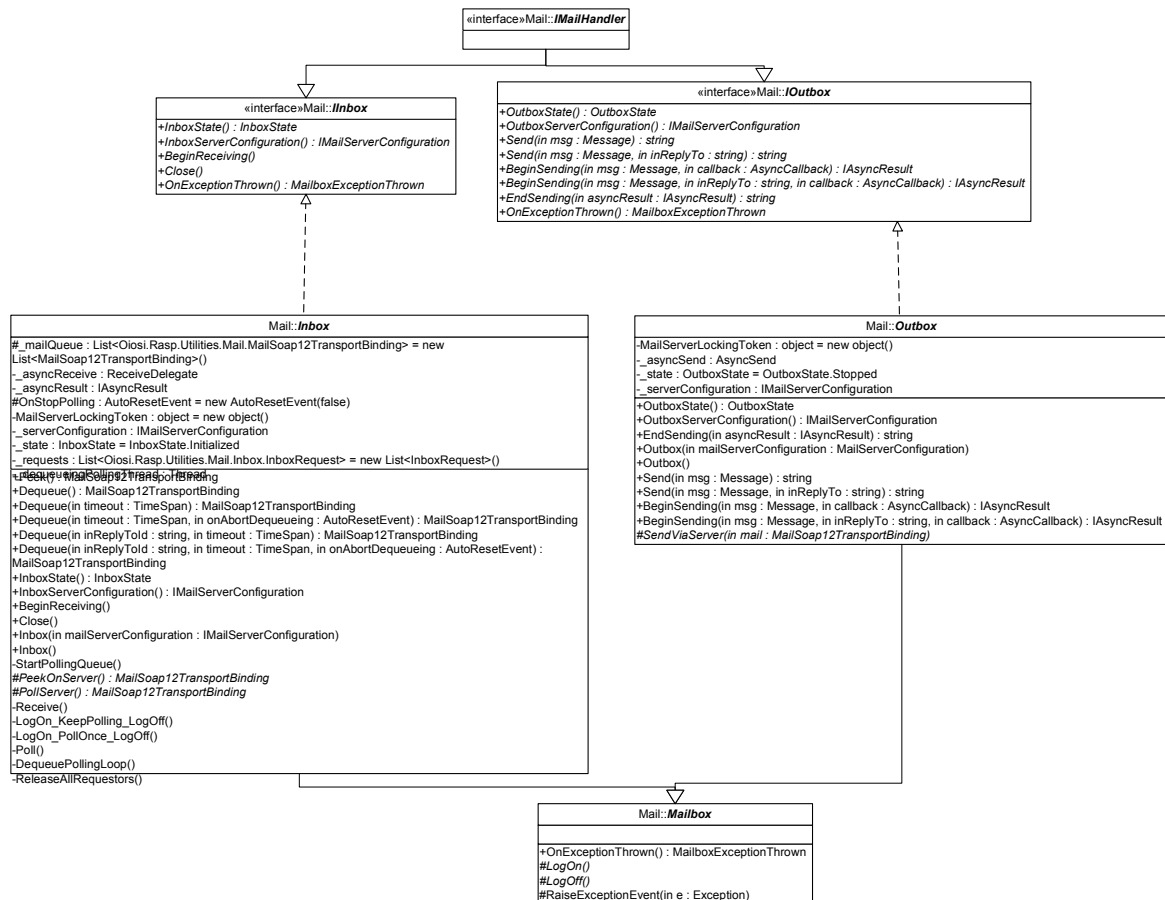 «interface»Mail::IMailHandler
«interface»Mail::IInbox
+InboxState() : InboxState
+InboxServerConfiguration() : IMailServerConfiguration
+BeginReceiving()
+Close()
+OnExceptionThrown() : MailboxExceptionThrown
«interface»Mail::IOutbox
+OutboxState() : OutboxState
+OutboxServerConfiguration() : IMailServerConfiguration
+Send(in msg : Message) : string
+Send(in msg : Message, in inReplyTo : string) : string
+BeginSending(in msg : Message, in callback : AsyncCallback) : IAsyncResult
+BeginSending(in msg : Message, in inReplyTo : string, in callback : AsyncCallback) : IAsyncResult
+EndSending(in asyncResult : IAsyncResult) : string
+OnExceptionThrown() : MailboxExceptionThrown
Mail::Inbox
#_mailQueue : List<Oiosi.Rasp.Utilities.Mail.MailSoap12TransportBinding> = new
List<MailSoap12TransportBinding>()
-_asyncReceive : ReceiveDelegate
-_asyncResult : IAsyncResult
#OnStopPolling : AutoResetEvent = new AutoResetEvent(false)
-MailServerLockingToken : object = new object()
-_serverConfiguration : IMailServerConfiguration
-_state : InboxState = InboxState.Initialized
-_requests : List<Oiosi.Rasp.Utilities.Mail.Inbox.InboxRequest> = new List<InboxRequest>()
-_dequeueingPollingThread : Thread
+Peek() : MailSoap12TransportBinding
+Dequeue() : MailSoap12TransportBinding
+Dequeue(in timeout : TimeSpan) : MailSoap12TransportBinding
+Dequeue(in timeout : TimeSpan, in onAbortDequeueing : AutoResetEvent) : MailSoap12TransportBinding
+Dequeue(in inReplyToId : string, in timeout : TimeSpan) : MailSoap12TransportBinding
+Dequeue(in inReplyToId : string, in timeout : TimeSpan, in onAbortDequeueing : AutoResetEvent) :
MailSoap12TransportBinding
+InboxState() : InboxState
+InboxServerConfiguration() : IMailServerConfiguration
+BeginReceiving()
+Close()
+Inbox(in mailServerConfiguration : IMailServerConfiguration)
+Inbox()
-StartPollingQueue()
#PeekOnServer() : MailSoap12TransportBinding
#PollServer() : MailSoap12TransportBinding
-Receive()
-LogOn_KeepPolling_LogOff()
-LogOn_PollOnce_LogOff()
-Poll()
-DequeuePollingLoop()
-ReleaseAllRequestors()
Mail::Outbox
-MailServerLockingToken : object = new object()
-_asyncSend : AsyncSend
-_state : OutboxState = OutboxState.Stopped
-_serverConfiguration : IMailServerConfiguration
+OutboxState() : OutboxState
+OutboxServerConfiguration() : IMailServerConfiguration
+EndSending(in asyncResult : IAsyncResult) : string
+Outbox(in mailServerConfiguration : MailServerConfiguration)
+Outbox()
+Send(in msg : Message) : string
+Send(in msg : Message, in inReplyTo : string) : string
+BeginSending(in msg : Message, in callback : AsyncCallback) : IAsyncResult
+BeginSending(in msg : Message, in inReplyTo : string, in callback : AsyncCallback) : IAsyncResult
#SendViaServer(in mail : MailSoap12TransportBinding)
Mail::Mailbox
+OnExceptionThrown() : MailboxExceptionThrown
#LogOn()
#LogOff()
#RaiseExceptionEvent(in e : Exception)